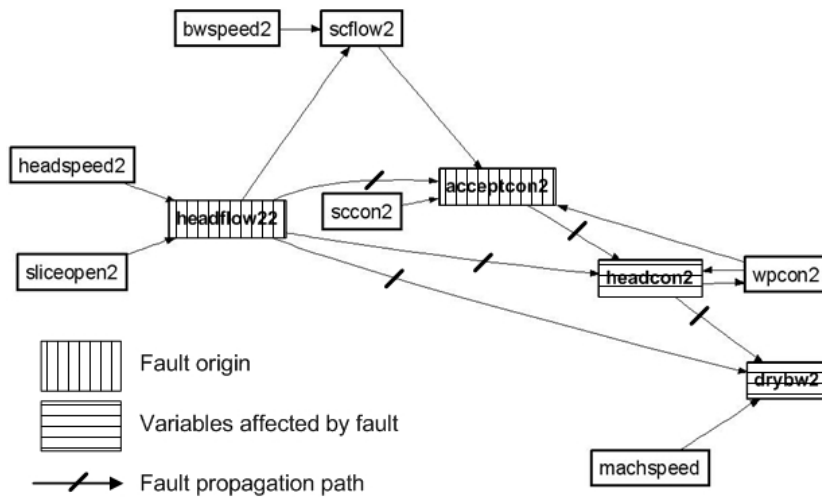 bwspeed2
scflow2
headspeed2
acceptcon2
sccon2
headflow22
sliceopen2
headcon2
wpcon2
Fault origin
drybw2
Variables affected by fault
machspeed
Fault propagation path